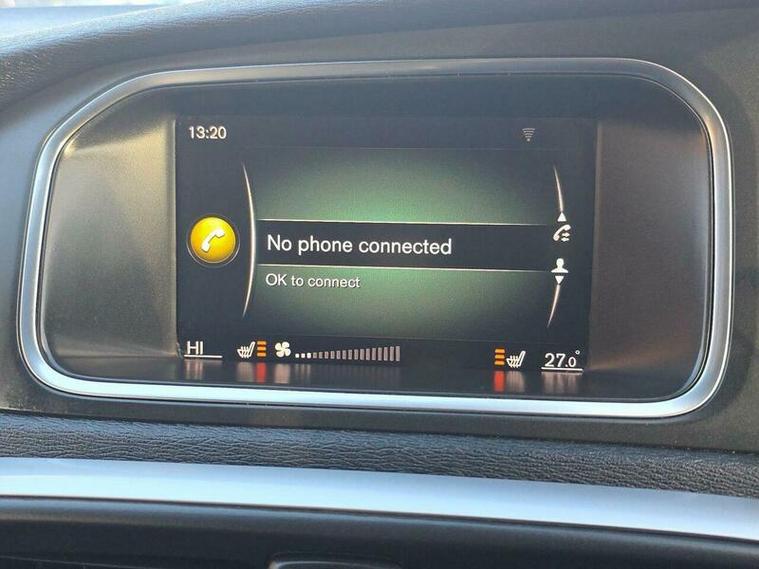 13:20
No phone connected
OK to connect
HI 27.0°